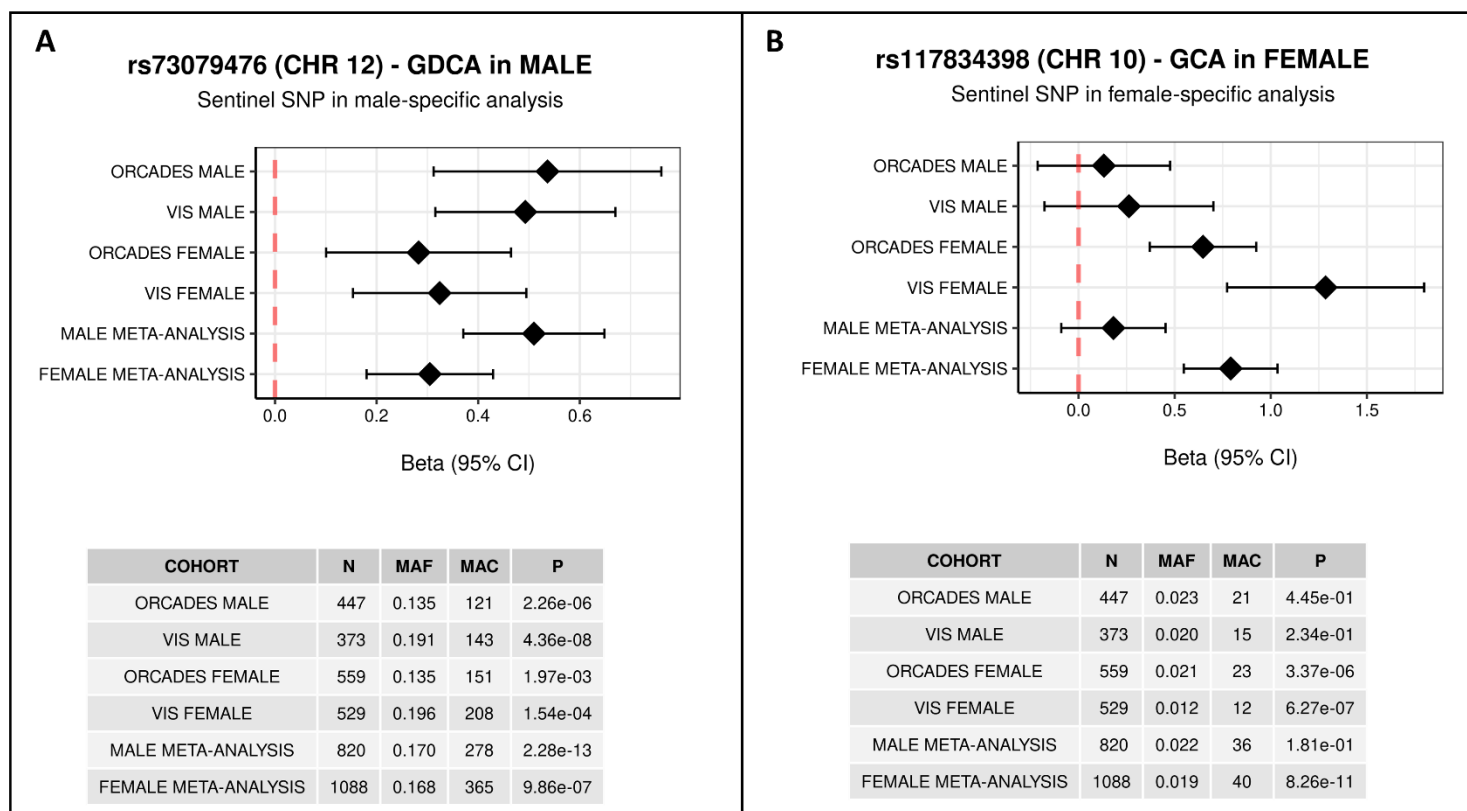 A
rs73079476 (CHR 12) - GDCA in MALE
Sentinel SNP in male-specific analysis
ORCADES MALE
VIS MALE
ORCADES FEMALE
VIS FEMALE
MALE META-ANALYSIS
FEMALE META-ANALYSIS
0.0 0.2 0.4 0.6
Beta (95% CI)
COHORT N MAF MAC P
ORCADES MALE 447 0.135 121 2.26e-06
VIS MALE 373 0.191 143 4.36e-08
ORCADES FEMALE 559 0.135 151 1.97e-03
VIS FEMALE 529 0.196 208 1.54e-04
MALE META-ANALYSIS 820 0.170 278 2.28e-13
FEMALE META-ANALYSIS 1088 0.168 365 9.86e-07
B
rs117834398 (CHR 10) - GCA in FEMALE
Sentinel SNP in female-specific analysis
ORCADES MALE
VIS MALE
ORCADES FEMALE
VIS FEMALE
MALE META-ANALYSIS
FEMALE META-ANALYSIS
0.0 0.5 1.0 1.5
Beta (95% CI)
COHORT N MAF MAC P
ORCADES MALE 447 0.023 21 4.45e-01
VIS MALE 373 0.020 15 2.34e-01
ORCADES FEMALE 559 0.021 23 3.37e-06
VIS FEMALE 529 0.012 12 6.27e-07
MALE META-ANALYSIS 820 0.022 36 1.81e-01
FEMALE META-ANALYSIS 1088 0.019 40 8.26e-11